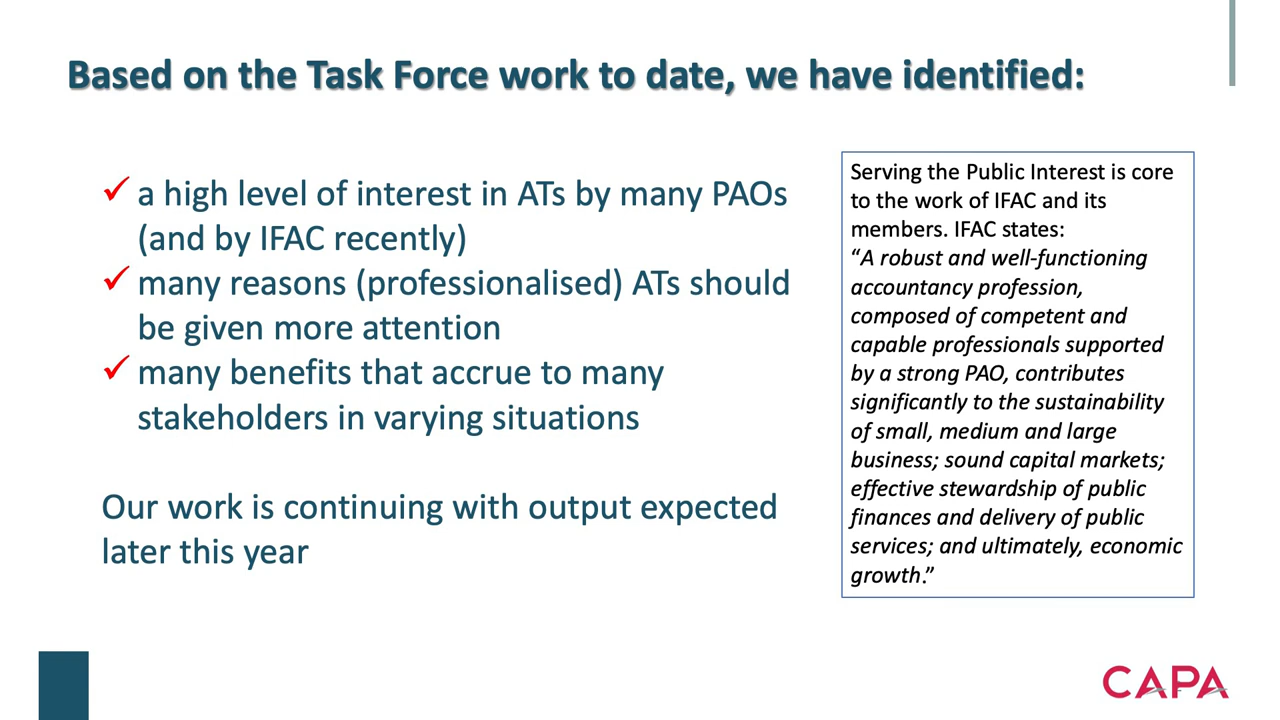 Based on the Task Force work to date, we have identified:
✓ a high level of interest in ATs by many PAOs
(and by IFAC recently)
✓ many reasons (professionalised) ATs should
be given more attention
✓ many benefits that accrue to many
stakeholders in varying situations
Our work is continuing with output expected
later this year
Serving the Public Interest is core
to the work of IFAC and its
members. IFAC states:
“A robust and well-functioning
accountancy profession,
composed of competent and
capable professionals supported
by a strong PAO, contributes
significantly to the sustainability
of small, medium and large
business; sound capital markets;
effective stewardship of public
finances and delivery of public
services; and ultimately, economic
growth.”
CAPA